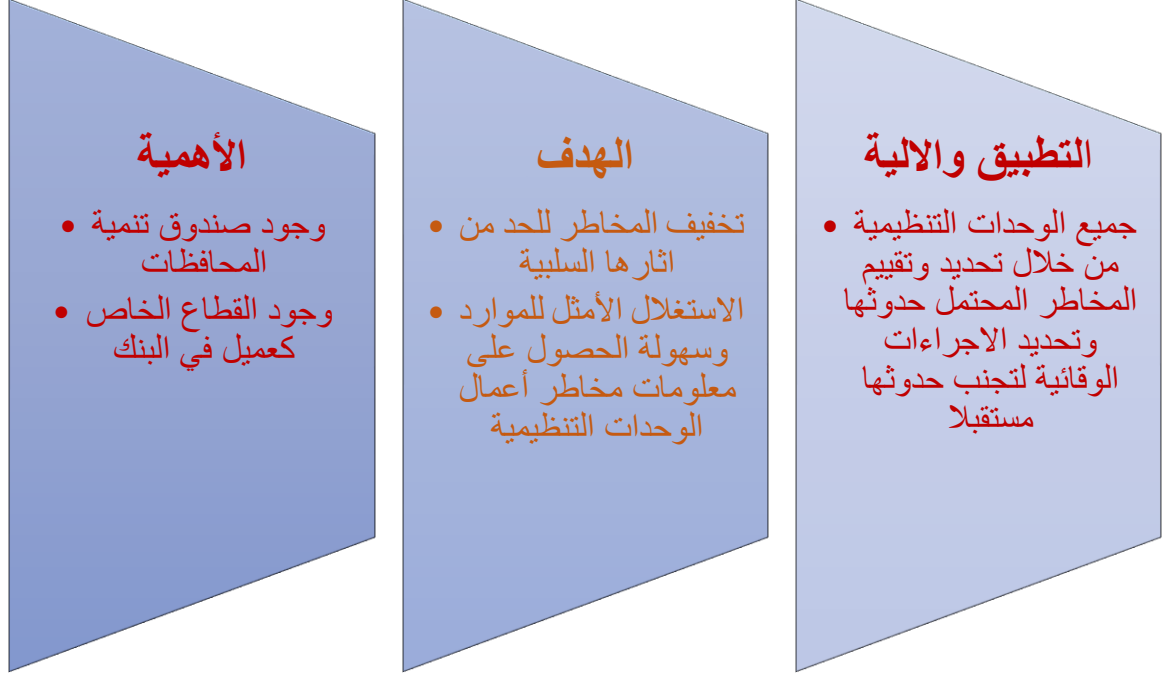 التطبيق والالية
جميع الوحدات التنظيمية •
من خلال تحديد وتقييم
المخاطر المحتمل حدوثها
وتحديد الاجراءات
الوقائية لتجنب حدوثها
مستقبلا
الهدف
تخفيف المخاطر للحد من •
اثارها السلبية
الاستغلال الأمثل للموارد •
وسهولة الحصول على
معلومات مخاطر أعمال
الوحدات التنظيمية
الأهمية
وجود صندوق تنمية •
المحافظات
وجود القطاع الخاص •
كعميل في البنك